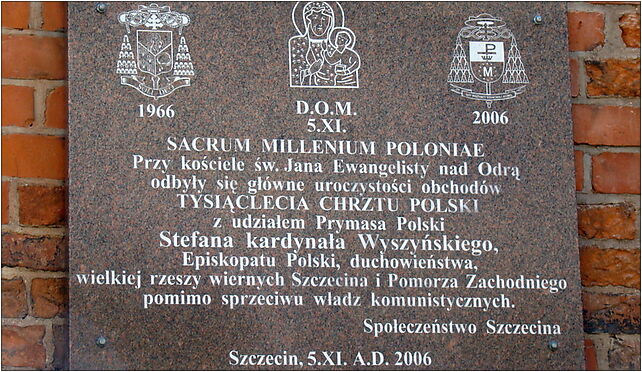 1966
D.O.M.
2006
5.XI.
SACRUM MILLENIUM POLONIAE
Przy kościele św. Jana Ewangelisty nad Odrą
odbyły się główne uroczystości obchodów
TYSIĄCLECIA CHRZTU POLSKI
z udziałem Prymasa Polski
Stefana kardynała Wyszyńskiego,
Episkopatu Polski, duchowieństwa,
wielkiej rzeszy wiernych Szczecina i Pomorza Zachodniego
pomimo sprzeciwu władz komunistycznych.
Społeczeństwo Szczecina
Szczecin, 5.XI. A.D. 2006